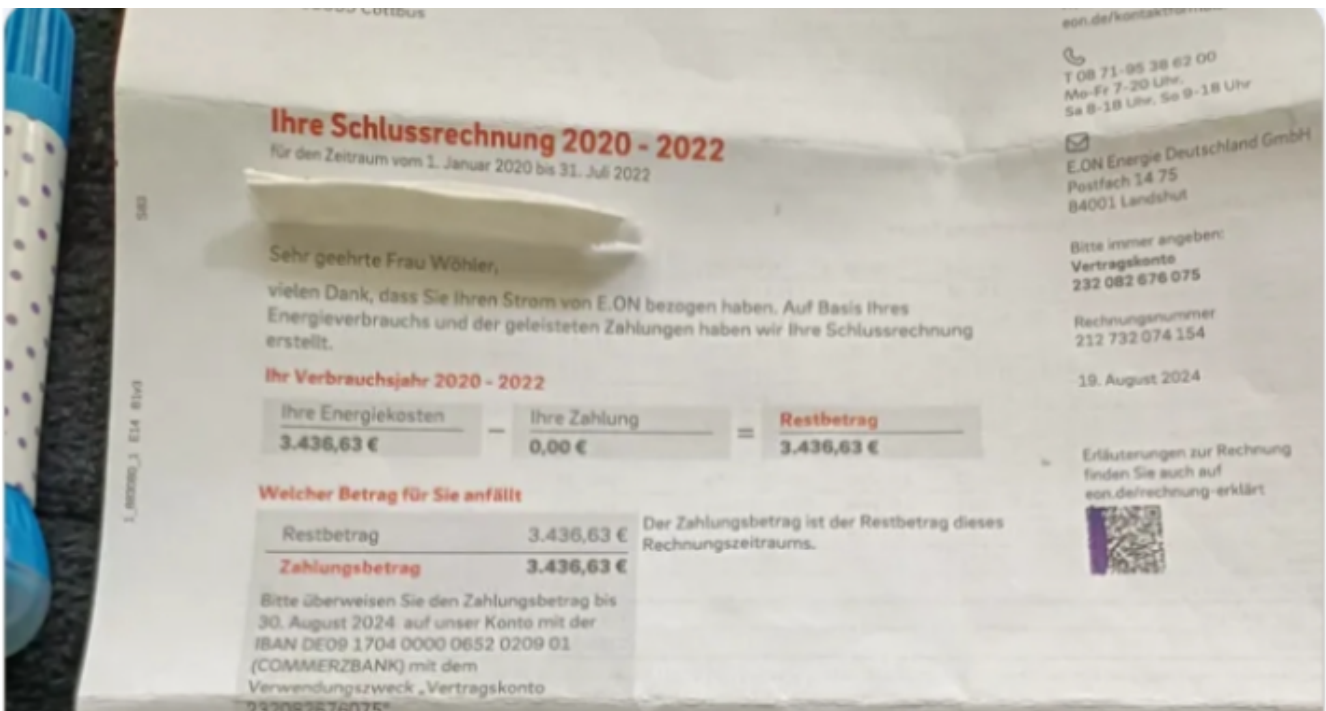 Cottbus
Ihre Schlussrechnung 2020 - 2022
für den Zeitraum vom 1. Januar 2020 bis 31. Juli 2022
Sehr geehrte Frau Wöhler,
vielen Dank, dass Sie Ihren Strom von E.ON bezogen haben. Auf Basis Ihres
Energieverbrauchs und der geleisteten Zahlungen haben wir Ihre Schlussrechnung
erstellt.
Ihr Verbrauchsjahr 2020 - 2022
Ihre Energiekosten
3.436,63 €
−
Ihre Zahlung
0,00 €
=
Restbetrag
3.436,63 €
Welcher Betrag für Sie anfällt
Restbetrag 3.436,63 €
Zahlungsbetrag 3.436,63 €
Der Zahlungsbetrag ist der Restbetrag dieses
Rechnungszeitraums.
Bitte überweisen Sie den Zahlungsbetrag bis
30. August 2024 auf unser Konto mit der
IBAN DE09 1704 0000 0652 0209 01
(COMMERZBANK) mit dem
Verwendungszweck „Vertragskonto
232082676075"
T 08 71-95 38 62 00
Mo-Fr 7-20 Uhr,
Sa 8-18 Uhr, So 9-18 Uhr
E.ON Energie Deutschland GmbH
Postfach 14 75
84001 Landshut
Bitte immer angeben:
Vertragskonto
232 082 676 075
Rechnungsnummer
212 732 074 154
19. August 2024
Erläuterungen zur Rechnung
finden Sie auch auf
eon.de/rechnung-erklärt